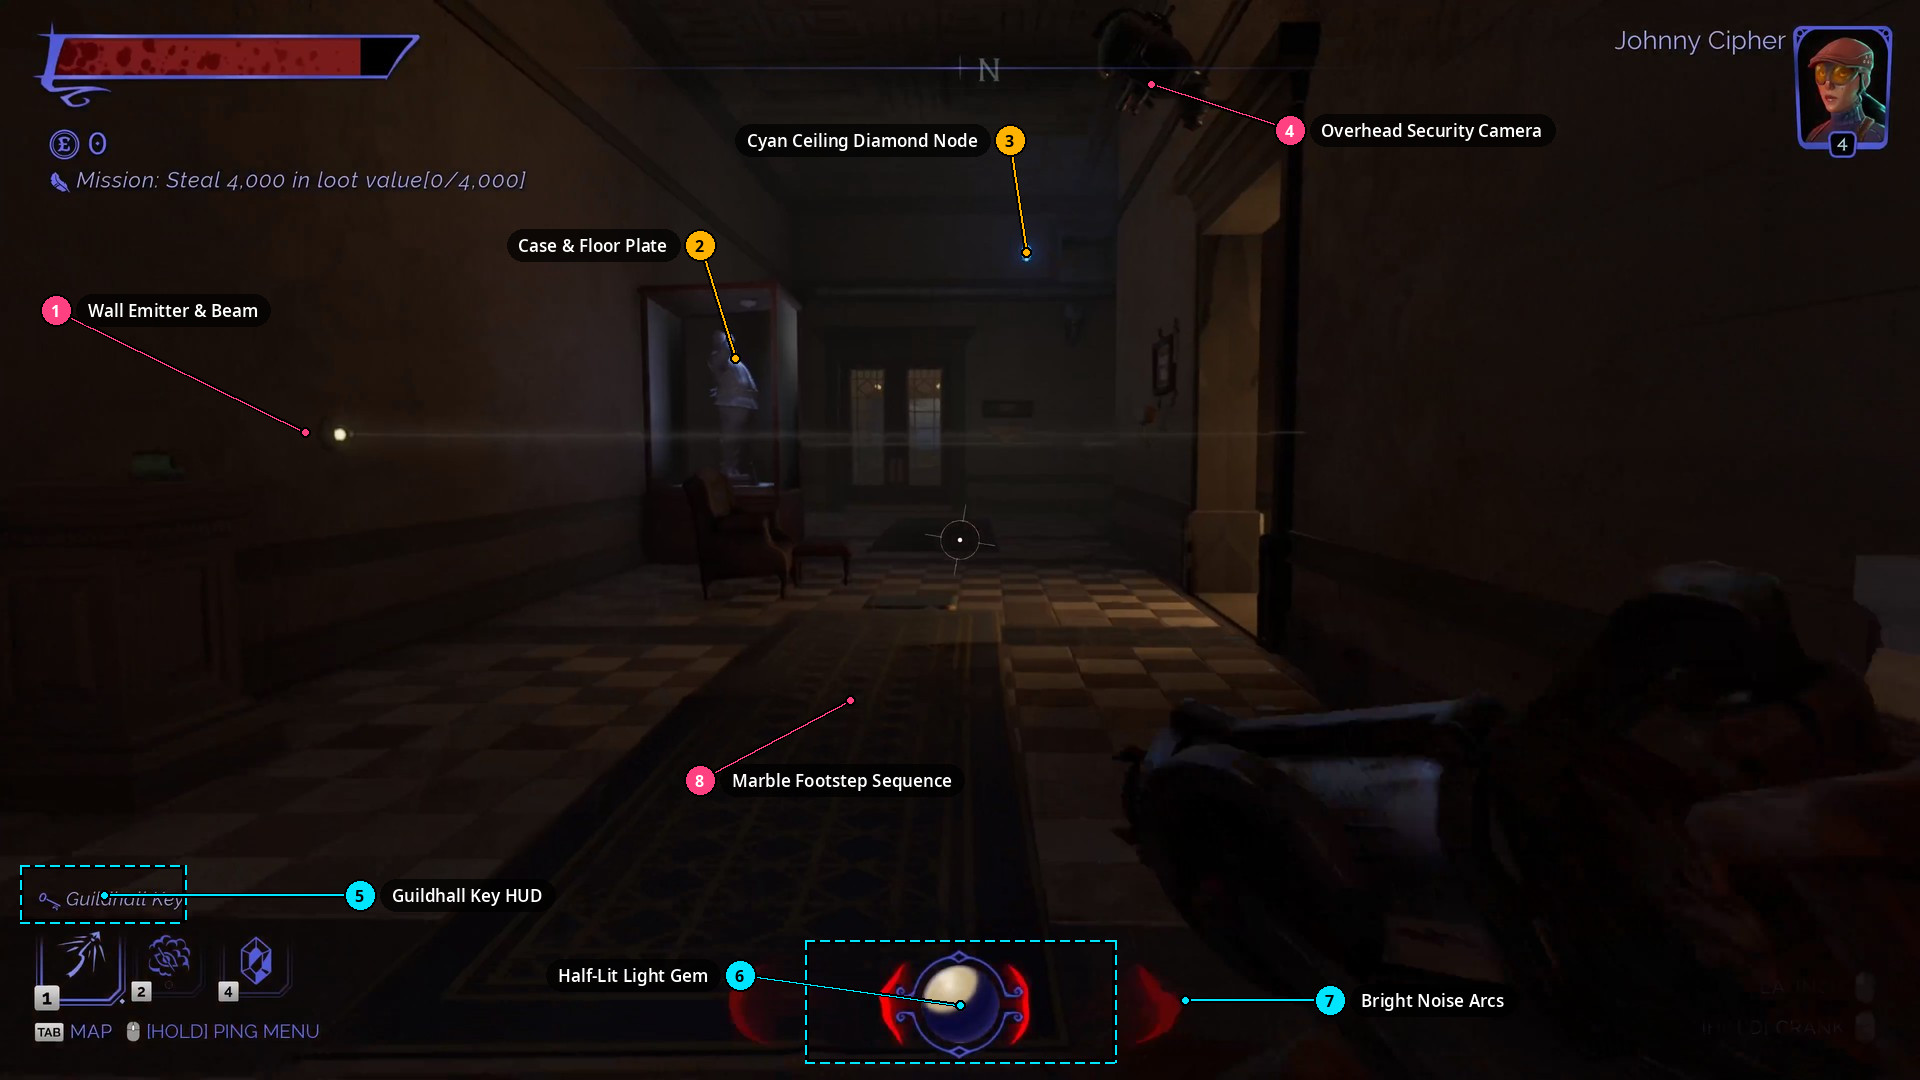 N
Johnny Cipher
4
0
Mission: Steal 4,000 in loot value[0/4,000]
Cyan Ceiling Diamond Node 3
4 Overhead Security Camera
Case & Floor Plate 2
1 Wall Emitter & Beam
8 Marble Footstep Sequence
Guildhall Key
5 Guildhall Key HUD
Half-Lit Light Gem 6
7 Bright Noise Arcs
1 2 4
TAB MAP [HOLD] PING MENU